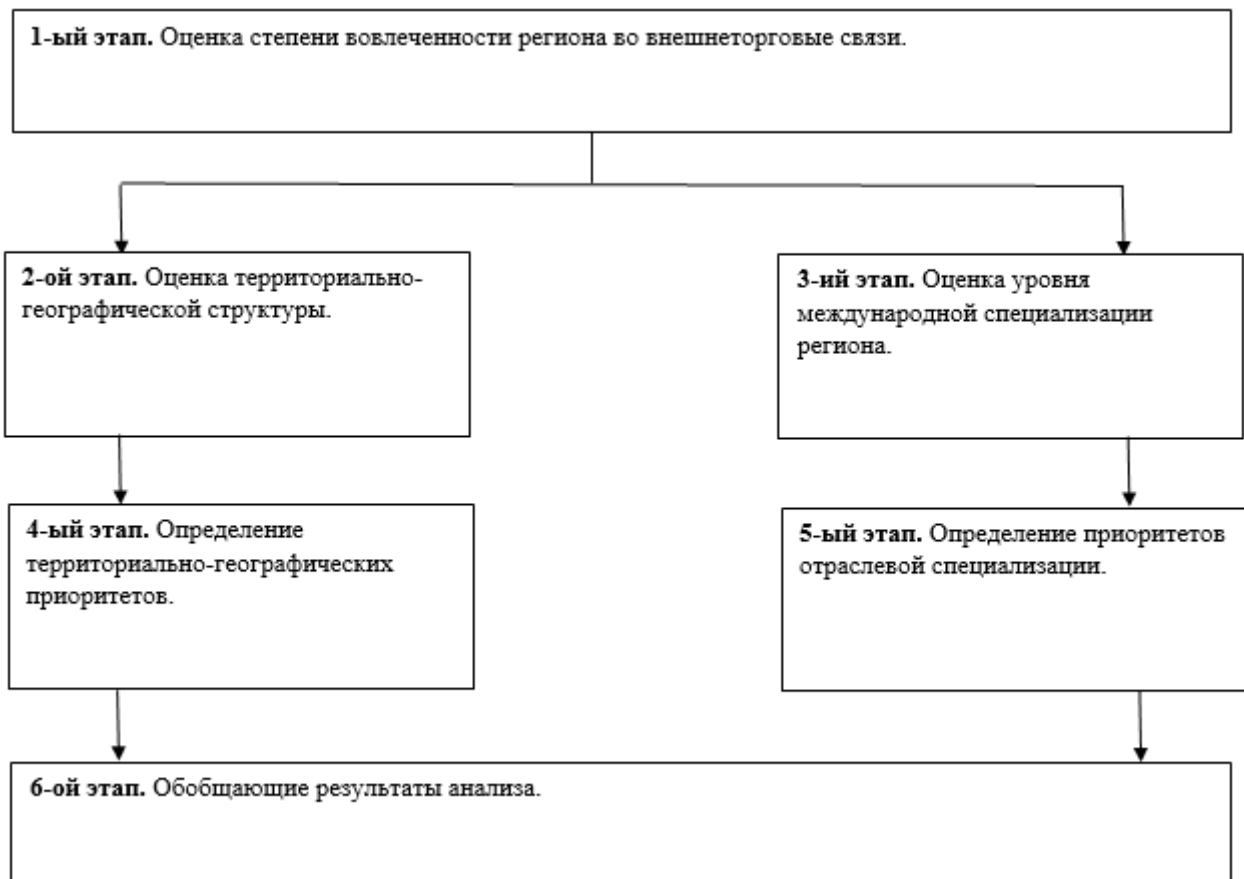 1-ый этап. Оценка степени вовлеченности региона во внешнеторговые связи.
2-ой этап. Оценка территориально-
географической структуры.
3-ий этап. Оценка уровня
международной специализации
региона.
4-ый этап. Определение
территориально-географических
приоритетов.
5-ый этап. Определение приоритетов
отраслевой специализации.
6-ой этап. Обобщающие результаты анализа.